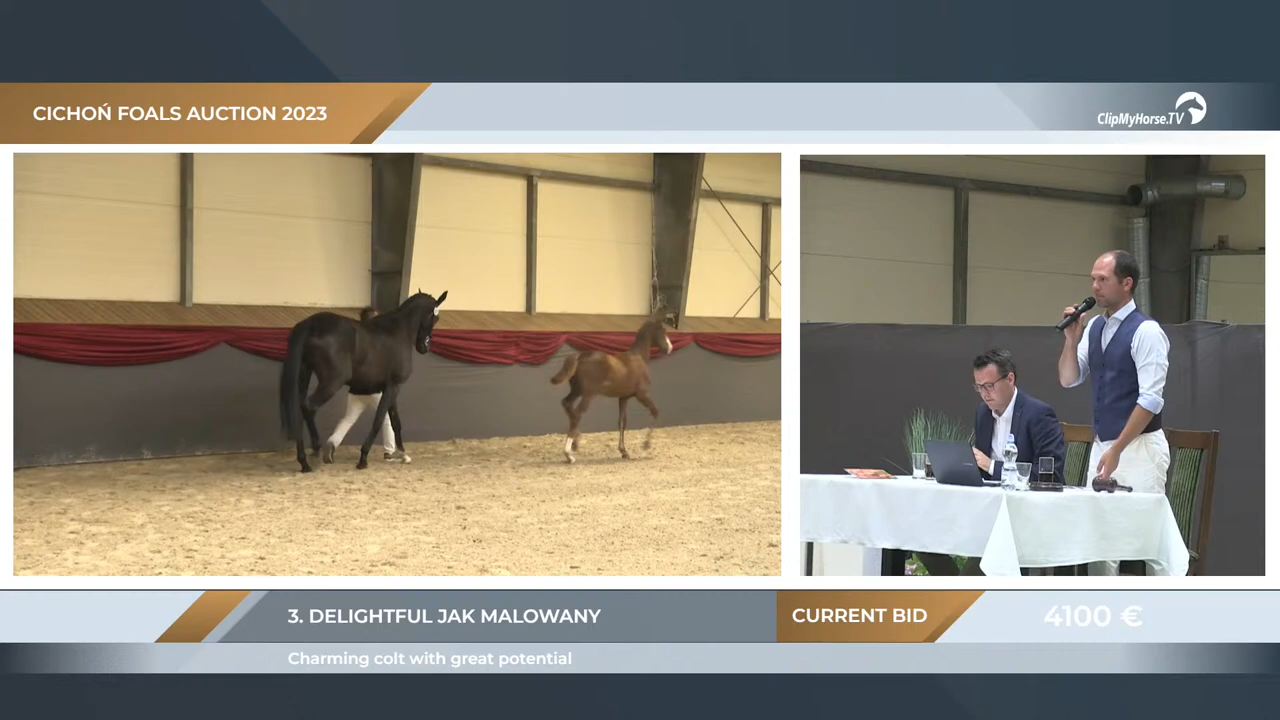 CICHOŃ FOALS AUCTION 2023
ClipMyHorse.TV
3. DELIGHTFUL JAK MALOWANY
CURRENT BID
4100 €
Charming colt with great potential